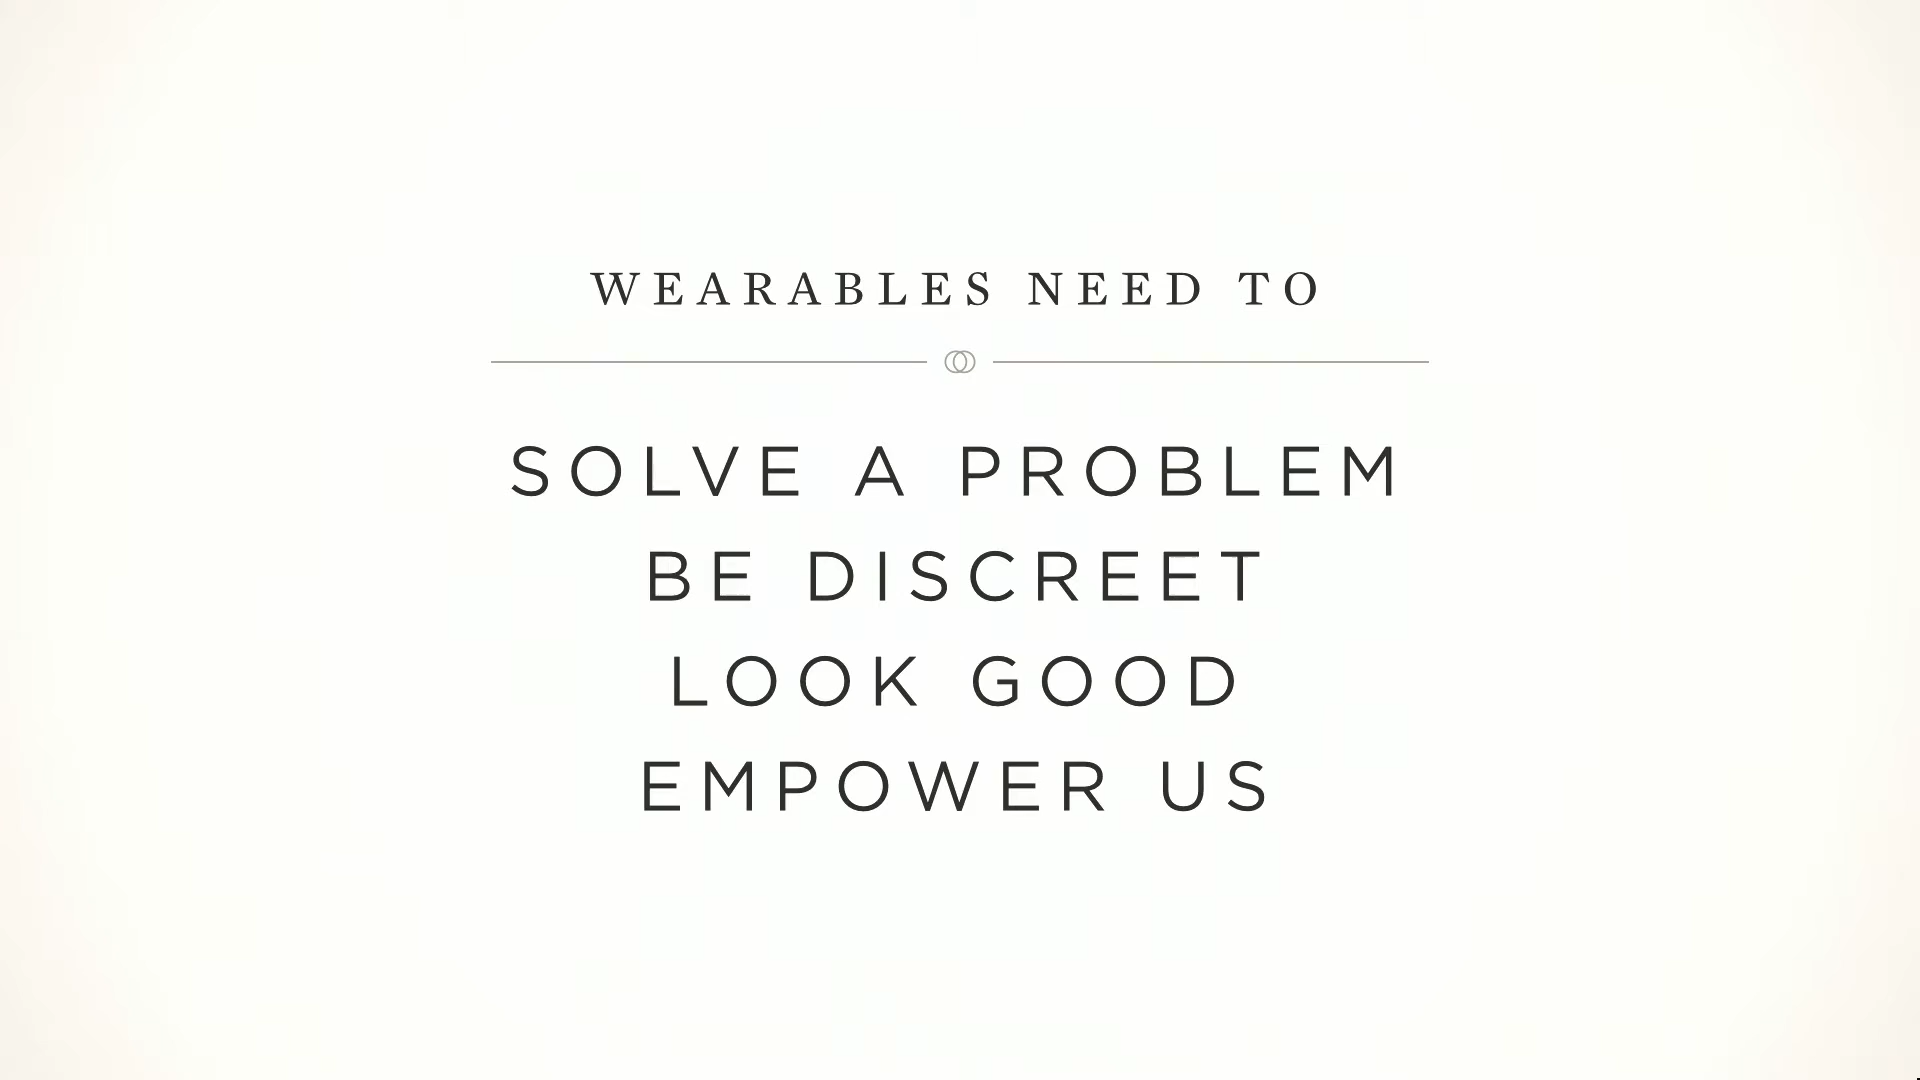 WEARABLES NEED TO
SOLVE A PROBLEM
BE DISCREET
LOOK GOOD
EMPOWER US